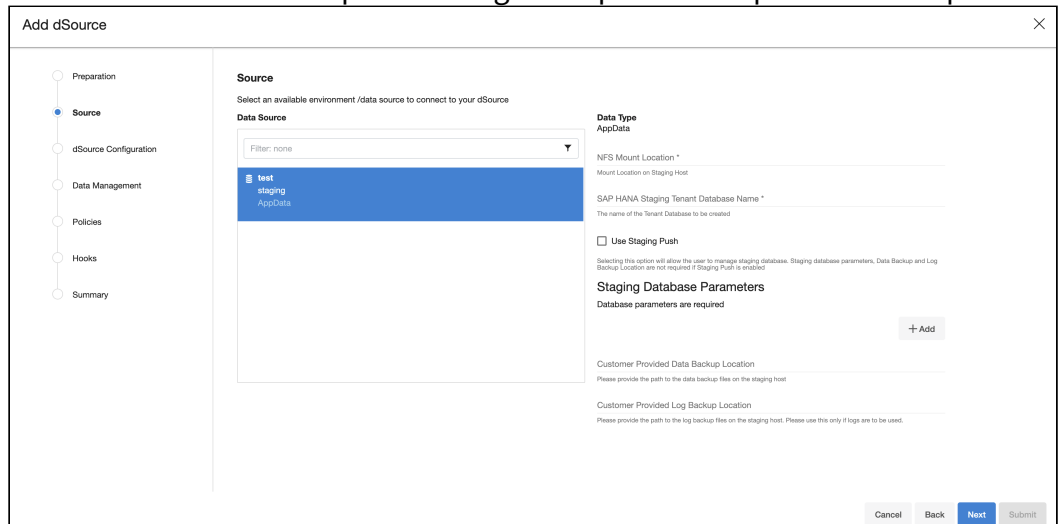 Add dSource
Preparation
Source
dSource Configuration
Data Management
Policies
Hooks
Summary
Source
Select an available environment /data source to connect to your dSource
Data Source
Filter: none
test
staging
AppData
Data Type
AppData
NFS Mount Location *
Mount Location on Staging Host
SAP HANA Staging Tenant Database Name *
The name of the Tenant Database to be created
Use Staging Push
Selecting this option will allow the user to manage staging database. Staging database parameters, Data Backup and Log
Backup Location are not required if Staging Push is enabled
Staging Database Parameters
Database parameters are required
+ Add
Customer Provided Data Backup Location
Please provide the path to the data backup files on the staging host
Customer Provided Log Backup Location
Please provide the path to the log backup files on the staging host. Please use this only if logs are to be used.
Cancel Back Next Submit